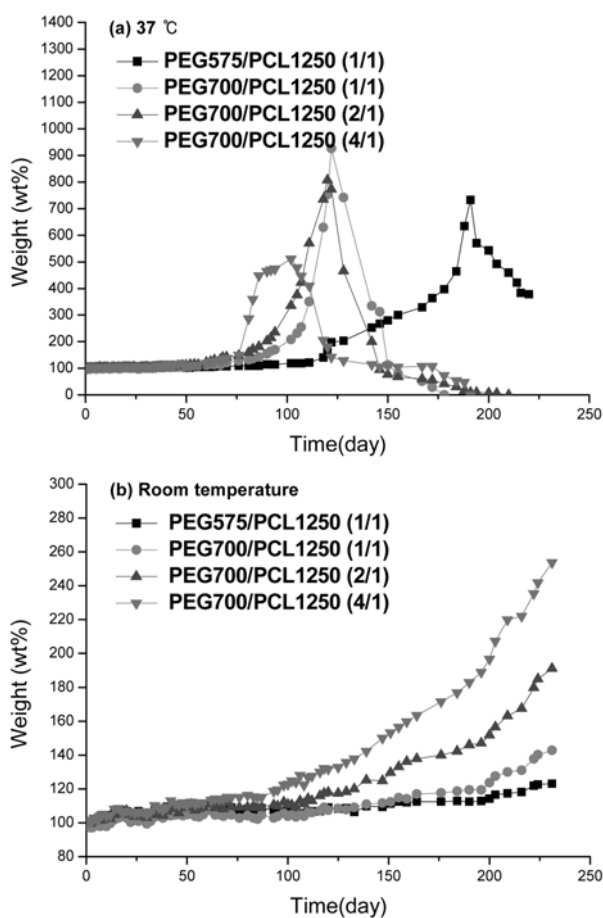 (a) 37 ℃
PEG575/PCL1250 (1/1)
PEG700/PCL1250 (1/1)
PEG700/PCL1250 (2/1)
PEG700/PCL1250 (4/1)
Weight (wt%)
1400
1300
1200
1100
1000
900
800
700
600
500
400
300
200
100
0
0 50 100 150 200 250
Time(day)
(b) Room temperature
PEG575/PCL1250 (1/1)
PEG700/PCL1250 (1/1)
PEG700/PCL1250 (2/1)
PEG700/PCL1250 (4/1)
Weight (wt%)
300
280
260
240
220
200
180
160
140
120
100
80
0 50 100 150 200 250
Time(day)